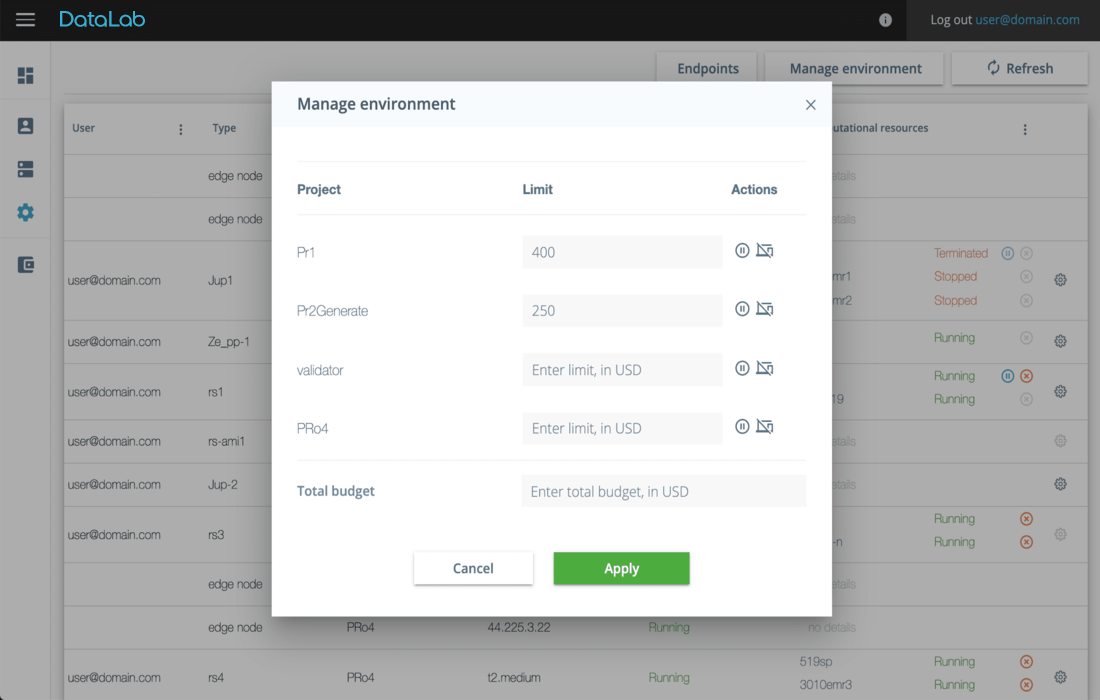 DataLab
Log out user@domain.com
Endpoints
Manage environment
Refresh
Manage environment
User
Type
utational resources
Project
Limit
Actions
edge node
edge node
Pr1
400
user@domain.com
Jup1
Terminated
mr1
Stopped
mr2
Stopped
Pr2Generate
250
user@domain.com
Ze_pp-1
Running
validator
Enter limit, in USD
user@domain.com
rs1
Running
19
Running
PRo4
Enter limit, in USD
user@domain.com
rs-ami1
etails
Total budget
Enter total budget, in USD
user@domain.com
Jup-2
etails
user@domain.com
rs3
Running
-n
Running
Cancel
Apply
edge node
etails
edge node
PRo4
44.225.3.22
Running
no details
user@domain.com
rs4
PRo4
t2.medium
Running
519sp
Running
3010emr3
Running